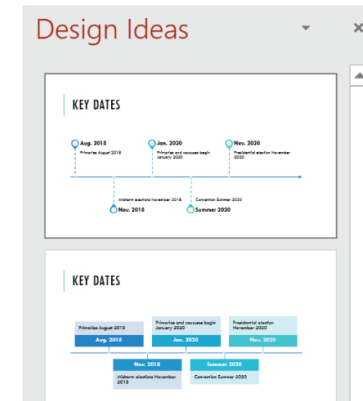 Design Ideas
KEY DATES
Aug. 2018
Primaries August 2018
Jan. 2020
Primaries and caucuses begin
January 2020
Nov. 2020
Presidential election November
2020
Midterm elections November 2018
Nov. 2018
Convention Summer 2020
Summer 2020
KEY DATES
Primaries August 2018
Aug. 2018
Primaries and caucuses begin
January 2020
Jan. 2020
Presidential election
November 2020
Nov. 2020
Nov. 2018
Midterm elections November
2018
Summer 2020
Convention Summer 2020